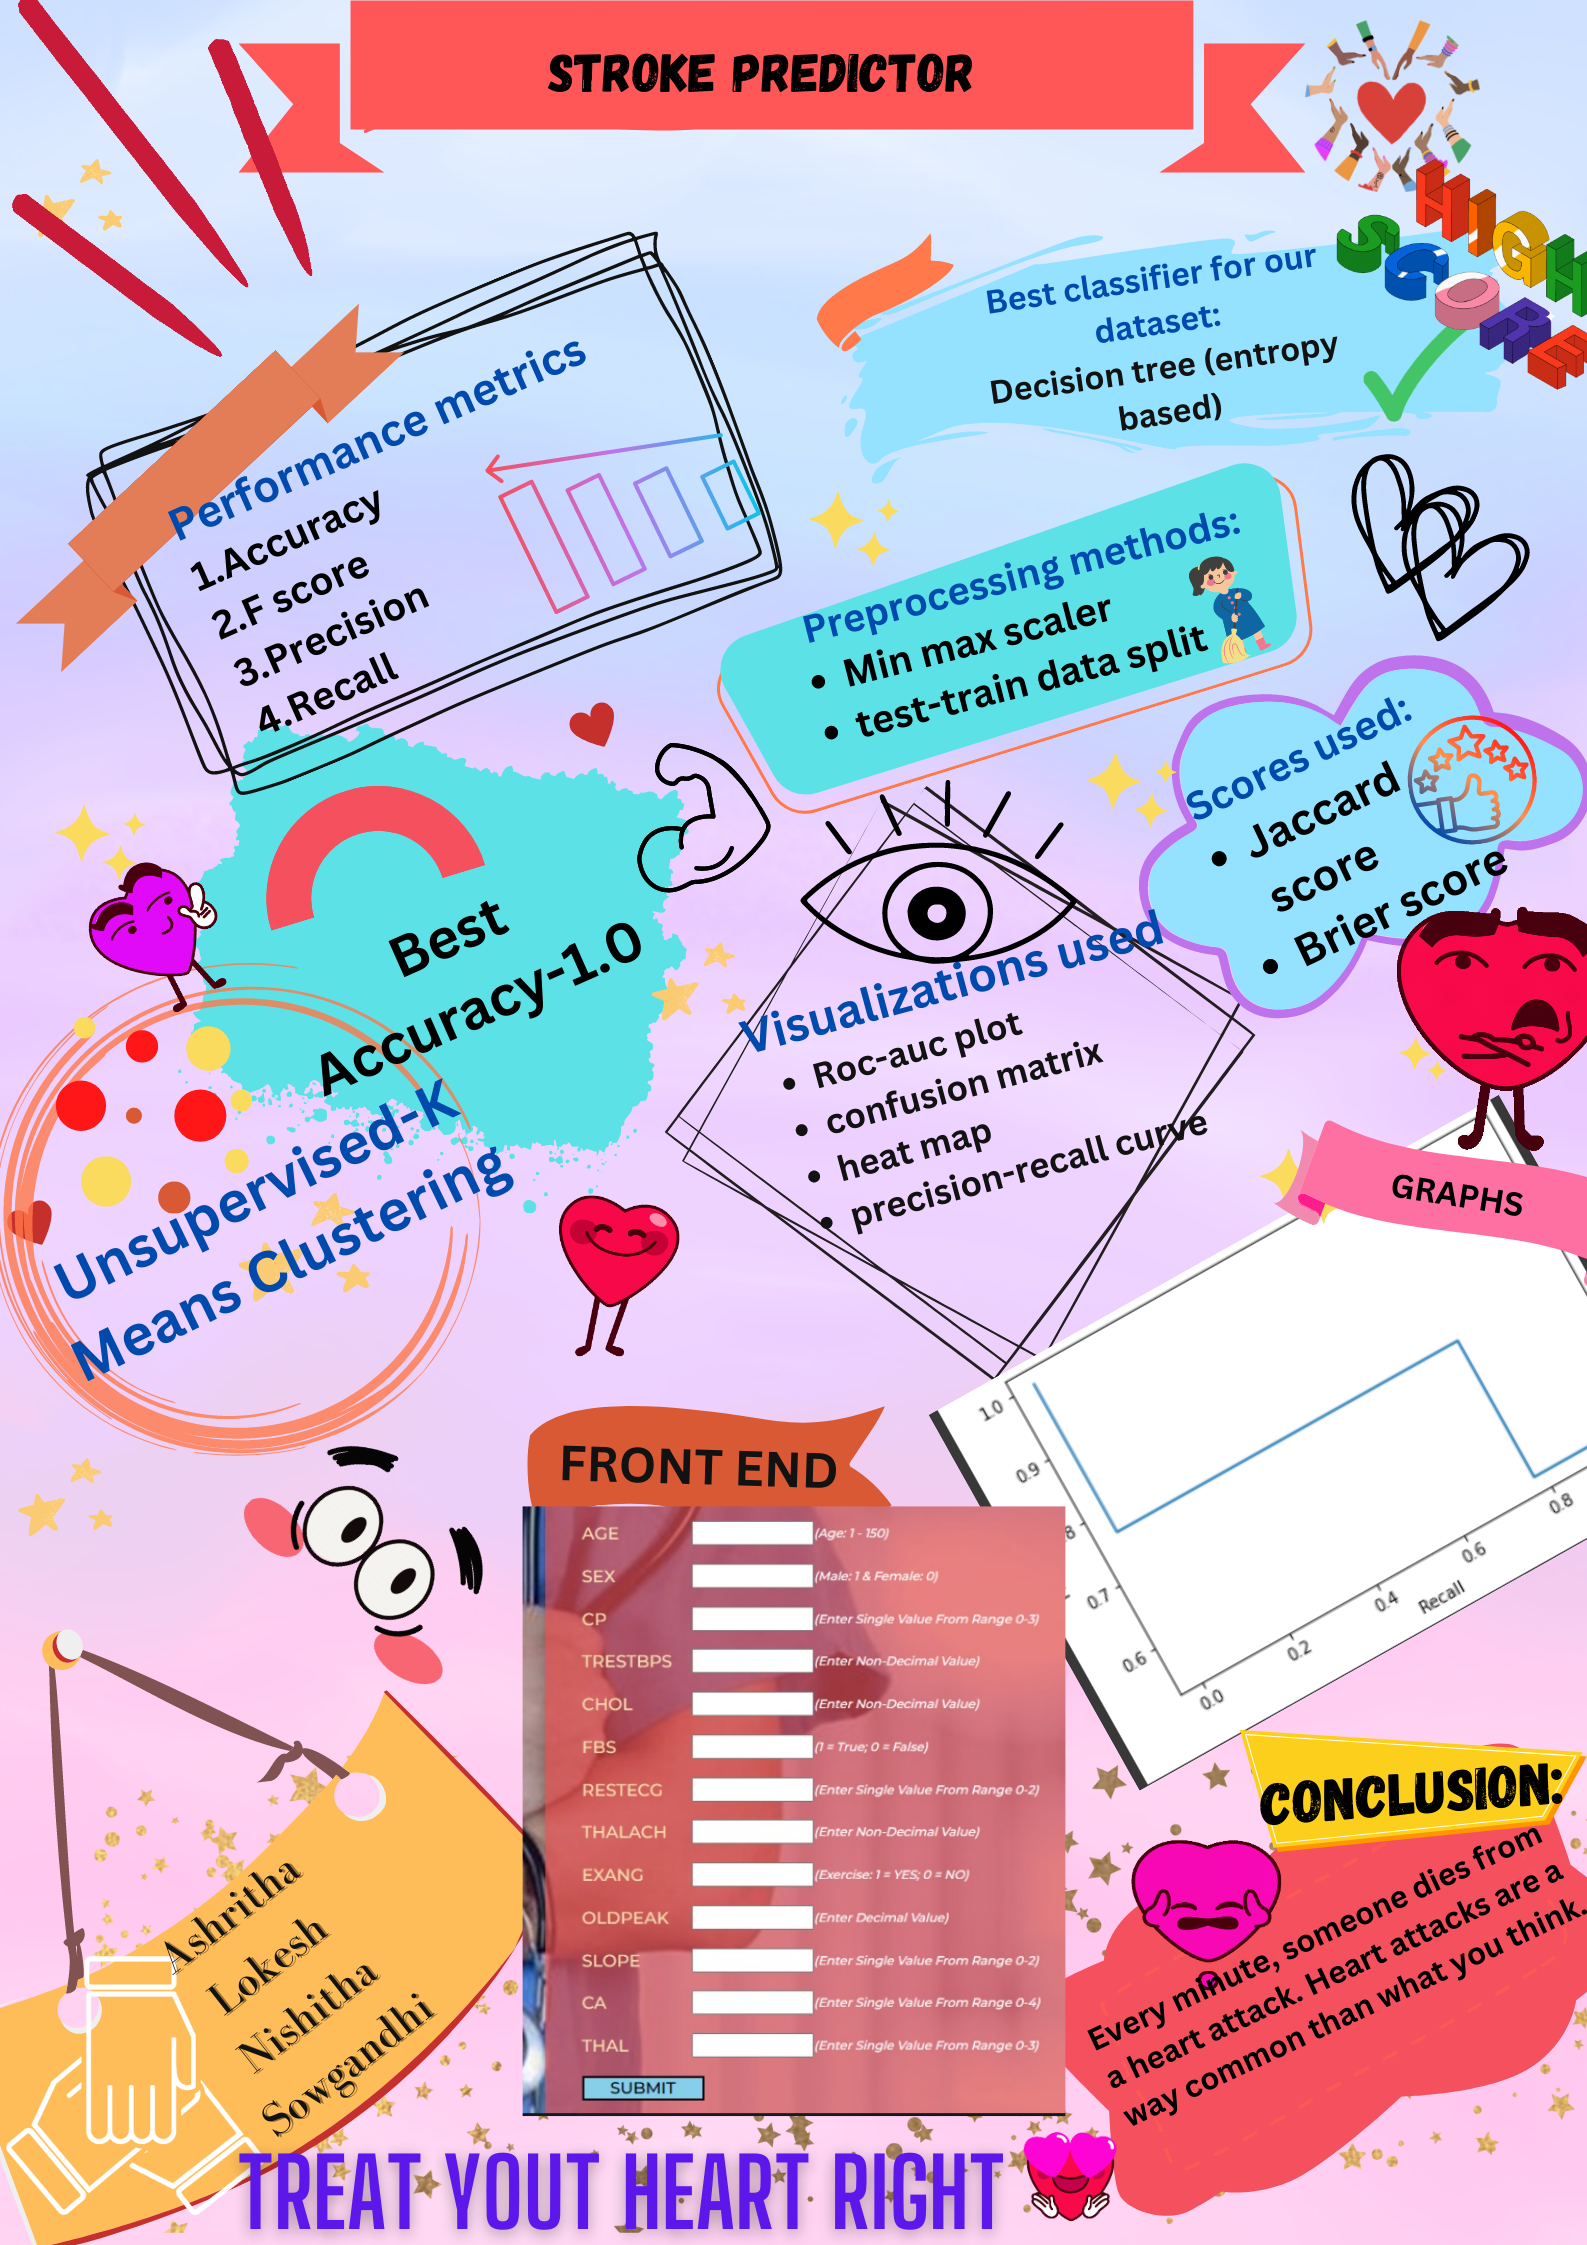 STROKE PREDICTOR
HIGH
SCORE
Best classifier for our
dataset:
Decision tree (entropy
based)
Performance metrics
1.Accuracy
2.F score
3.Precision
4.Recall
Preprocessing methods:
• Min max scaler
• test-train data split
Scores used:
• Jaccard
score
• Brier score
Best
Accuracy-1.0
Visualizations used
• Roc-auc plot
• confusion matrix
• heat map
• precision-recall curve
Unsupervised-K
Means Clustering
GRAPHS
1.0
0.9
8
0.7
0.6
0.0
0.2
0.4
0.6
0.8
Recall
FRONT END
AGE (Age: 1 - 150)
SEX (Male: 1 & Female: 0)
CP (Enter Single Value From Range 0-3)
TRESTBPS (Enter Non-Decimal Value)
CHOL (Enter Non-Decimal Value)
FBS (1 = True; 0 = False)
RESTECG (Enter Single Value From Range 0-2)
THALACH (Enter Non-Decimal Value)
EXANG (Exercise: 1 = YES; 0 = NO)
OLDPEAK (Enter Decimal Value)
SLOPE (Enter Single Value From Range 0-2)
CA (Enter Single Value From Range 0-4)
THAL (Enter Single Value From Range 0-3)
SUBMIT
CONCLUSION:
Every minute, someone dies from
a heart attack. Heart attacks are a
way common than what you think.
Ashritha
Lokesh
Nishitha
Sowgandhi
TREAT YOUT HEART RIGHT